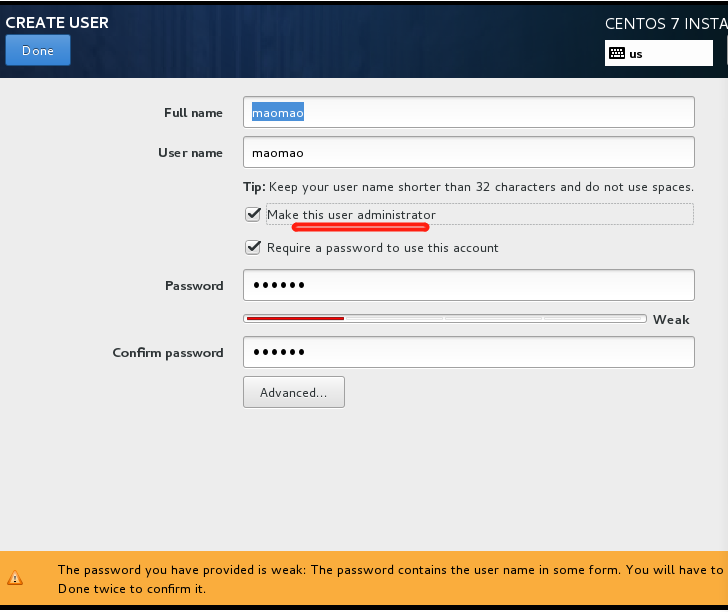 CREATE USER
CENTOS 7 INSTA
Done
us
Full name
maomao
User name
maomao
Tip: Keep your user name shorter than 32 characters and do not use spaces.
Make this user administrator
Require a password to use this account
Password
••••••
Weak
Confirm password
••••••
Advanced...
The password you have provided is weak: The password contains the user name in some form. You will have to
Done twice to confirm it.